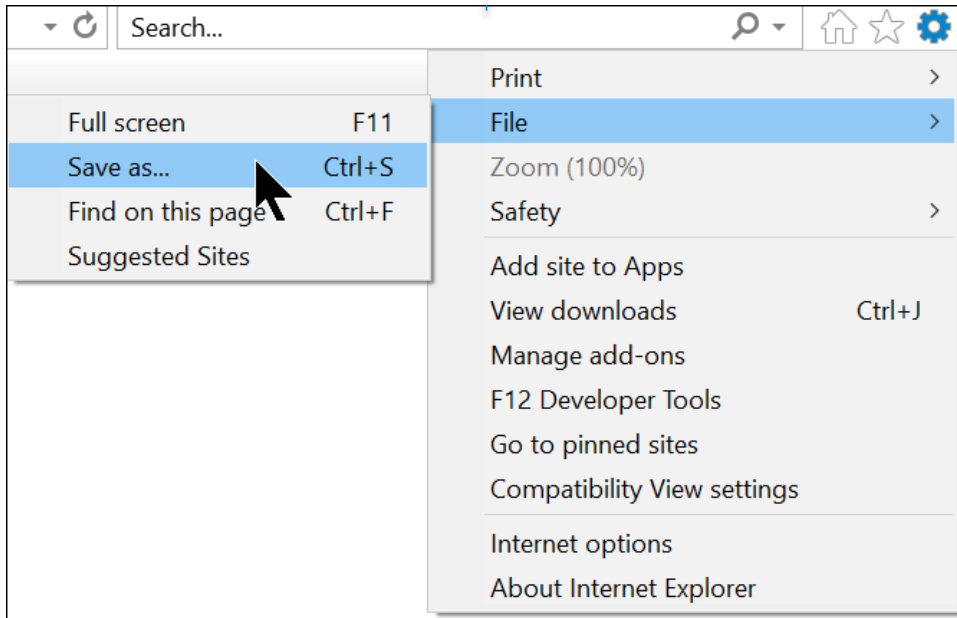 Search...
Print
File
Zoom (100%)
Safety
Add site to Apps
View downloads Ctrl+J
Manage add-ons
F12 Developer Tools
Go to pinned sites
Compatibility View settings
Internet options
About Internet Explorer
Full screen F11
Save as... Ctrl+S
Find on this page Ctrl+F
Suggested Sites